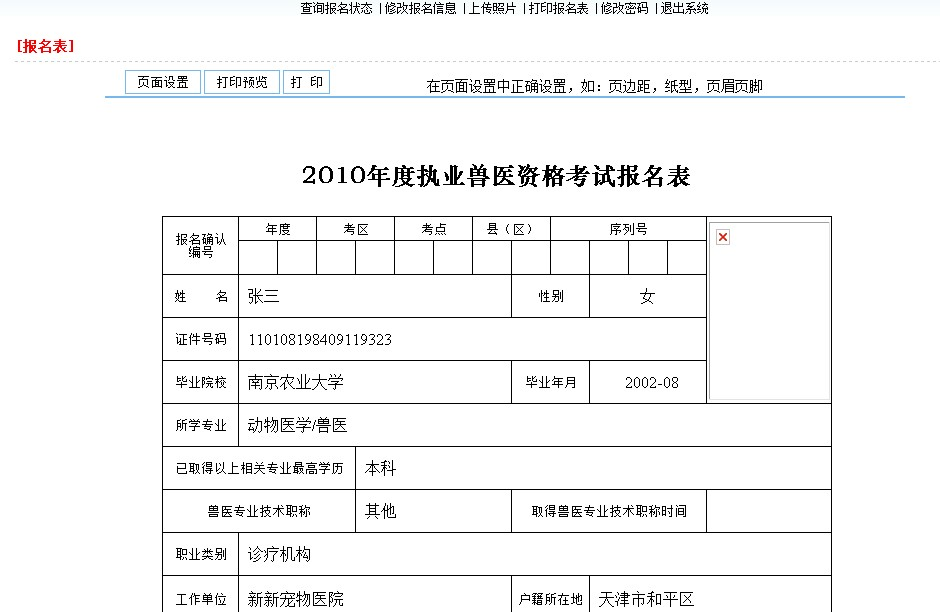 查询报名状态 | 修改报名信息 | 上传照片 | 打印报名表 | 修改密码 | 退出系统
[报名表]
页面设置 打印预览 打 印 在页面设置中正确设置，如：页边距，纸型，页眉页脚
2010年度执业兽医资格考试报名表
报名确认编号 年度 考区 考点 县（区） 序列号
姓 名 张三 性别 女
证件号码 110108198409119323
毕业院校 南京农业大学 毕业年月 2002-08
所学专业 动物医学/兽医
已取得以上相关专业最高学历 本科
兽医专业技术职称 其他 取得兽医专业技术职称时间
职业类别 诊疗机构
工作单位 新新宠物医院 户籍所在地 天津市和平区